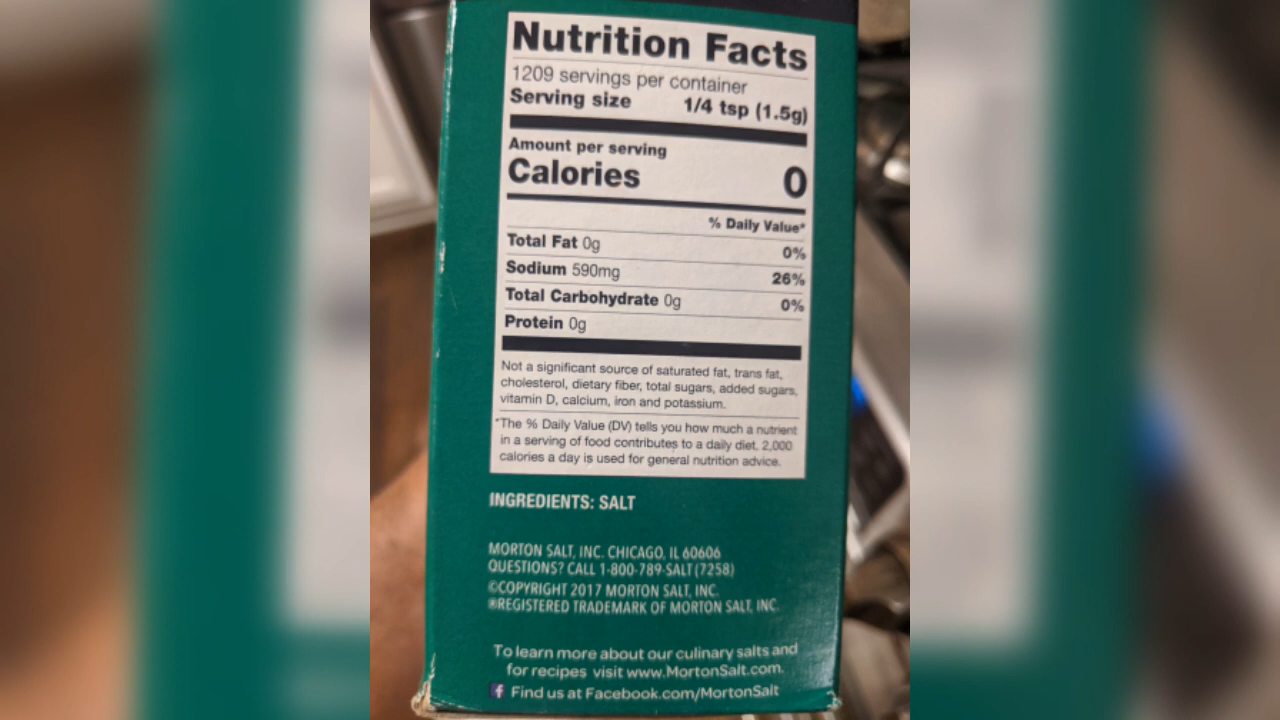 Nutrition Facts
1209 servings per container
Serving size 1/4 tsp (1.5g)
Amount per serving
Calories 0
% Daily Value*
Total Fat 0g 0%
Sodium 590mg 26%
Total Carbohydrate 0g 0%
Protein 0g
Not a significant source of saturated fat, trans fat,
cholesterol, dietary fiber, total sugars, added sugars,
vitamin D, calcium, iron and potassium.
*The % Daily Value (DV) tells you how much a nutrient
in a serving of food contributes to a daily diet. 2,000
calories a day is used for general nutrition advice.
INGREDIENTS: SALT
MORTON SALT, INC. CHICAGO, IL 60606
QUESTIONS? CALL 1-800-789-SALT (7258)
©COPYRIGHT 2017 MORTON SALT, INC.
®REGISTERED TRADEMARK OF MORTON SALT, INC.
To learn more about our culinary salts and
for recipes visit www.MortonSalt.com.
f Find us at Facebook.com/MortonSalt